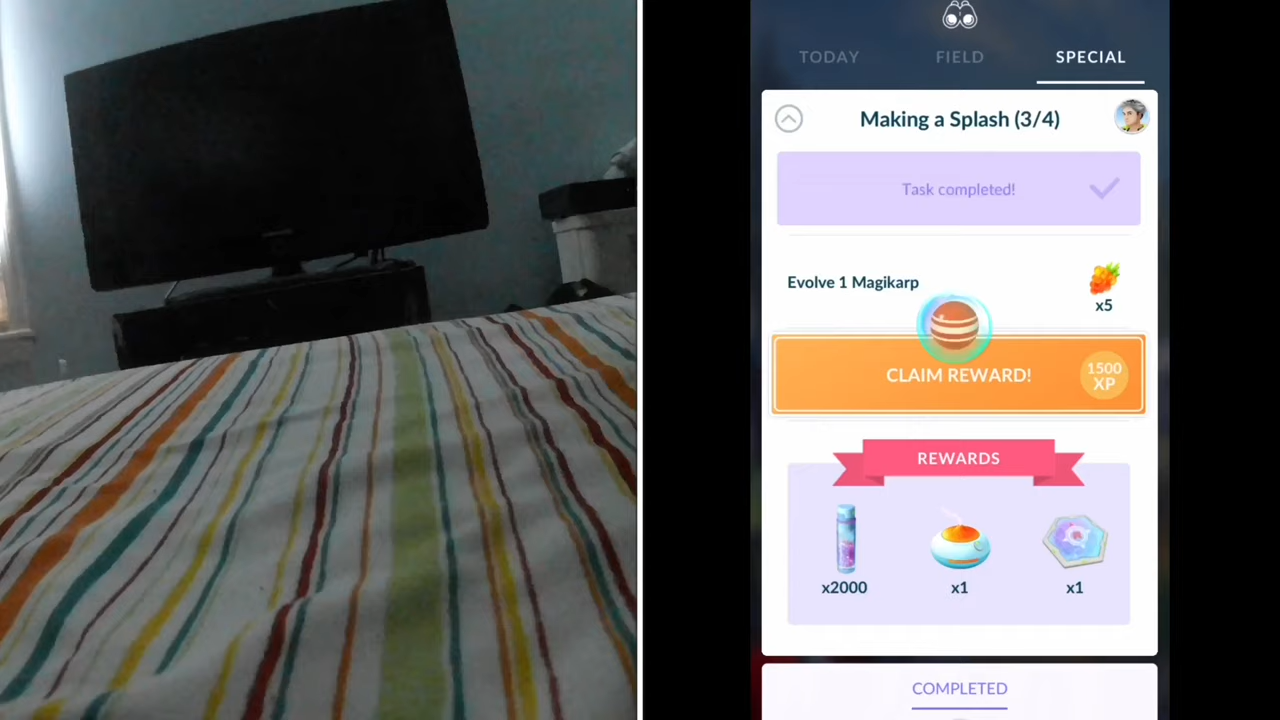 TODAY
FIELD
SPECIAL
Making a Splash (3/4)
Task completed!
Evolve 1 Magikarp
x5
CLAIM REWARD!
1500
XP
REWARDS
x2000
x1
x1
COMPLETED